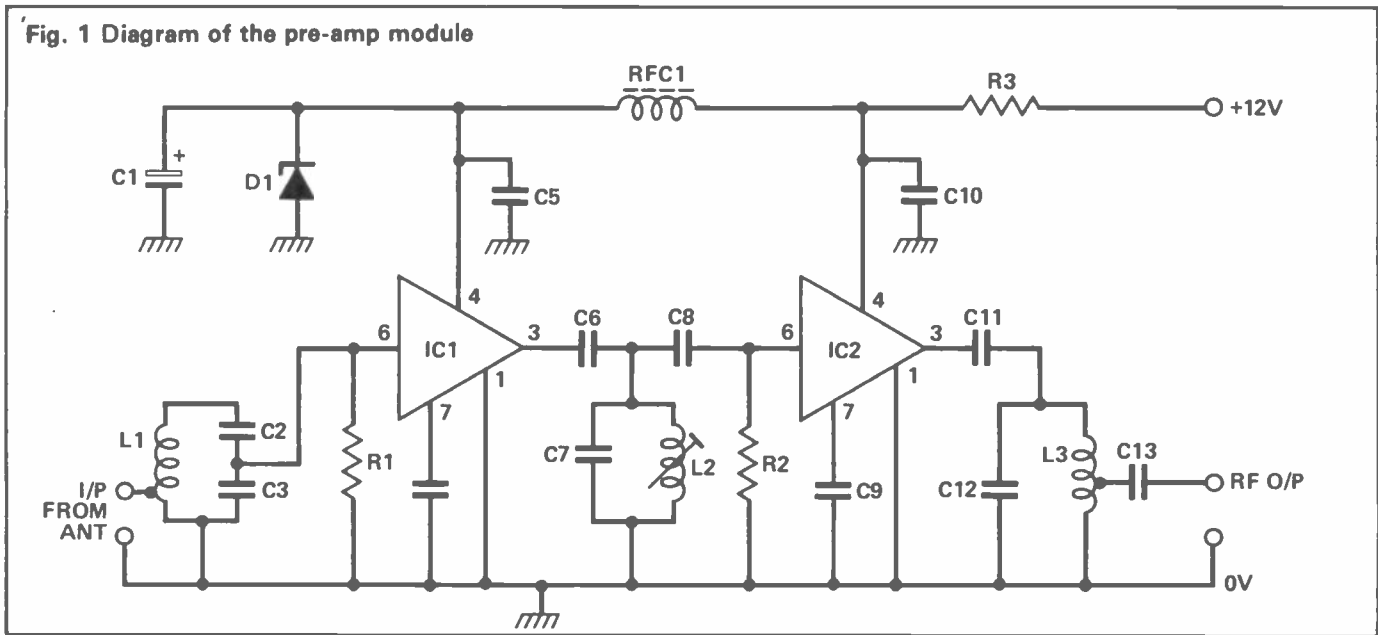 Fig. 1 Diagram of the pre-amp module
RFC1
R3
+12V
+
C1
D1
C5
C10
4
4
6
IC1
3
C6
C8
6
IC2
3
C11
1
1
7
7
L1
C2
C3
R1
C7
L2
R2
C9
C12
L3
C13
I/P
FROM
ANT
RF O/P
0V